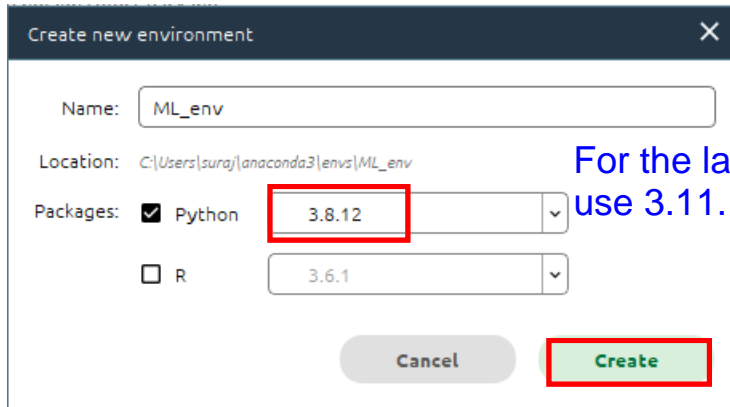 Create new environment
Name: ML_env
Location: C:\Users\suraj\anaconda3\envs\ML_env
For the
Packages: Python 3.8.12
use 3.11.
R 3.6.1
Cancel Create